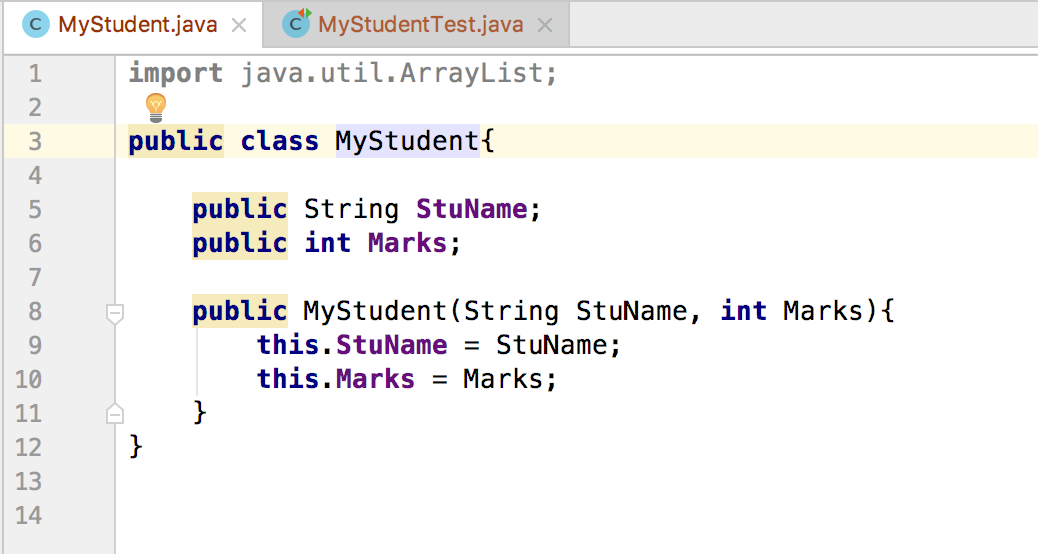 C MyStudent.java × C MyStudentTest.java ×
1 import java.util.ArrayList;
2
3 public class MyStudent{
4
5 public String StuName;
6 public int Marks;
7
8 public MyStudent(String StuName, int Marks){
9 this.StuName = StuName;
10 this.Marks = Marks;
11 }
12 }
13
14